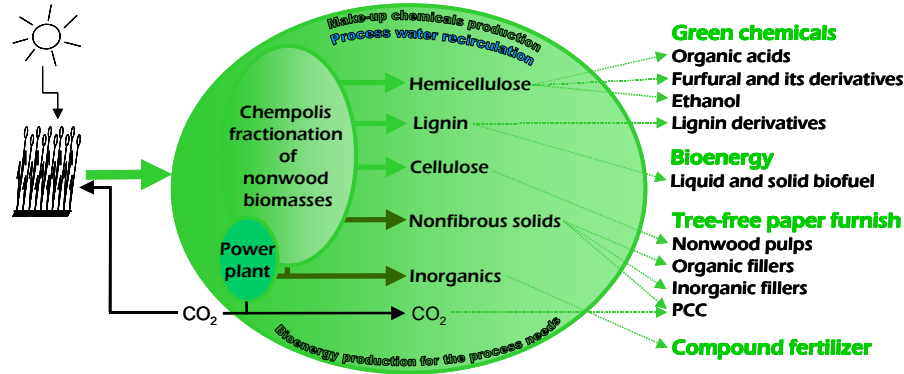 Make-up chemicals production
Process water recirculation
Chempolis
fractionation
of
nonwood
biomasses
Power
plant
Hemicellulose
Lignin
Cellulose
Nonfibrous solids
Inorganics
CO₂
CO₂
Bioenergy production for the process needs
Green chemicals
Organic acids
Furfural and its derivatives
Ethanol
Lignin derivatives
Bioenergy
Liquid and solid biofuel
Tree-free paper furnish
Nonwood pulps
Organic fillers
Inorganic fillers
PCC
Compound fertilizer